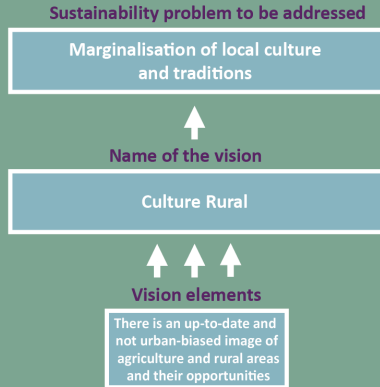 Sustainability problem to be addressed
Marginalisation of local culture
and traditions
Name of the vision
Culture Rural
Vision elements
There is an up-to-date and
not urban-biased image of
agriculture and rural areas
and their opportunities